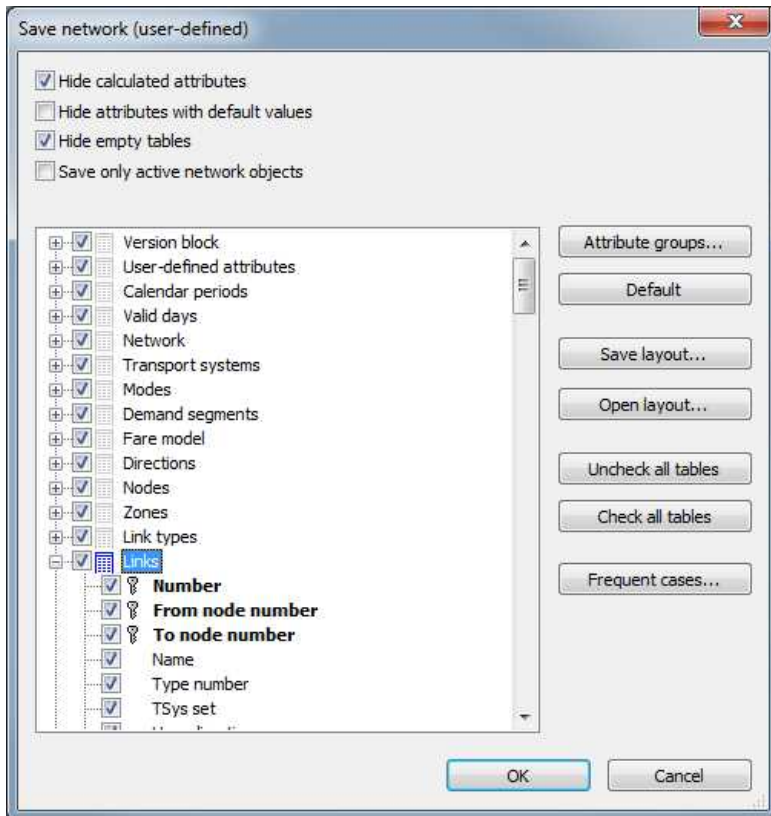 Save network (user-defined)
Hide calculated attributes
Hide attributes with default values
Hide empty tables
Save only active network objects
Version block
User-defined attributes
Calendar periods
Valid days
Network
Transport systems
Modes
Demand segments
Fare model
Directions
Nodes
Zones
Link types
Links
Number
From node number
To node number
Name
Type number
TSys set
Attribute groups...
Default
Save layout...
Open layout...
Uncheck all tables
Check all tables
Frequent cases...
OK
Cancel